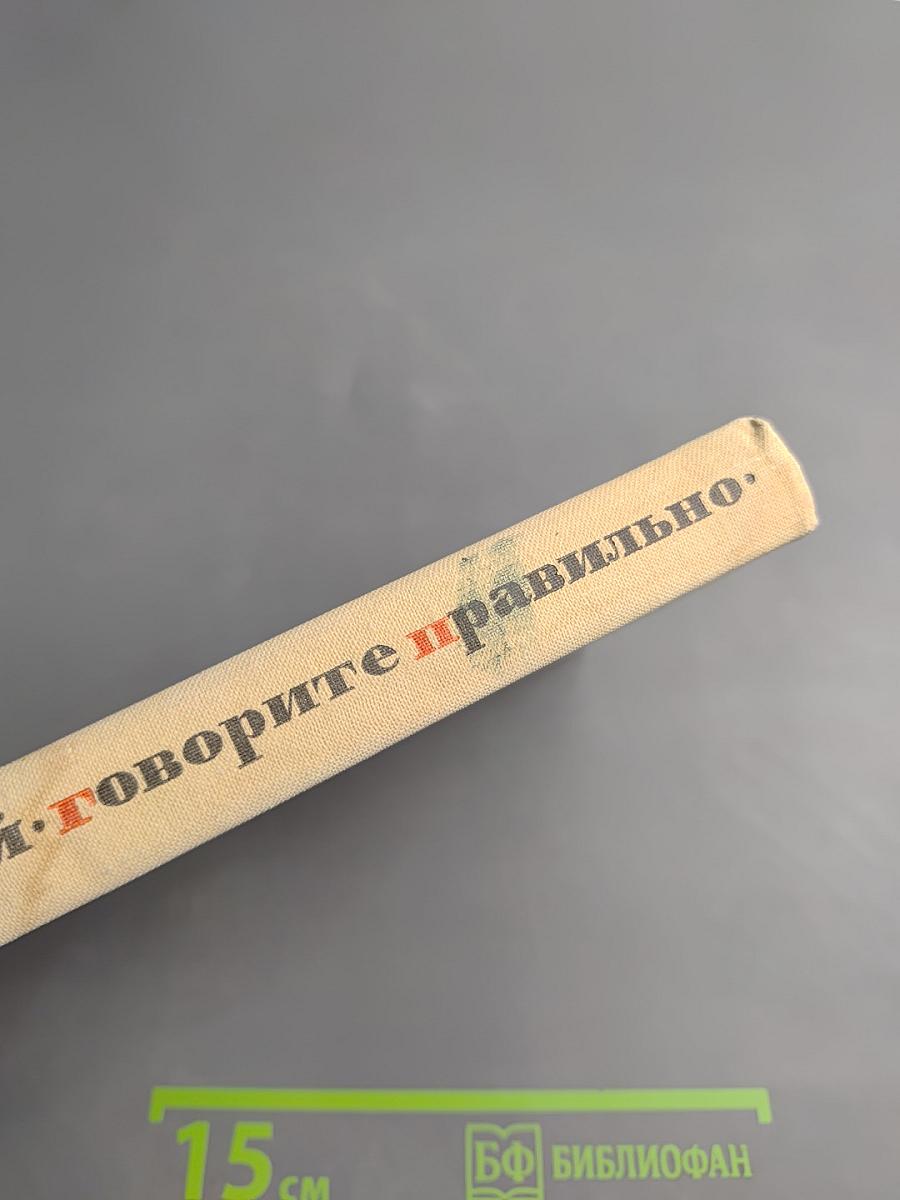 й. говорите правильно.
15 см
БФ БИБЛИОФАН